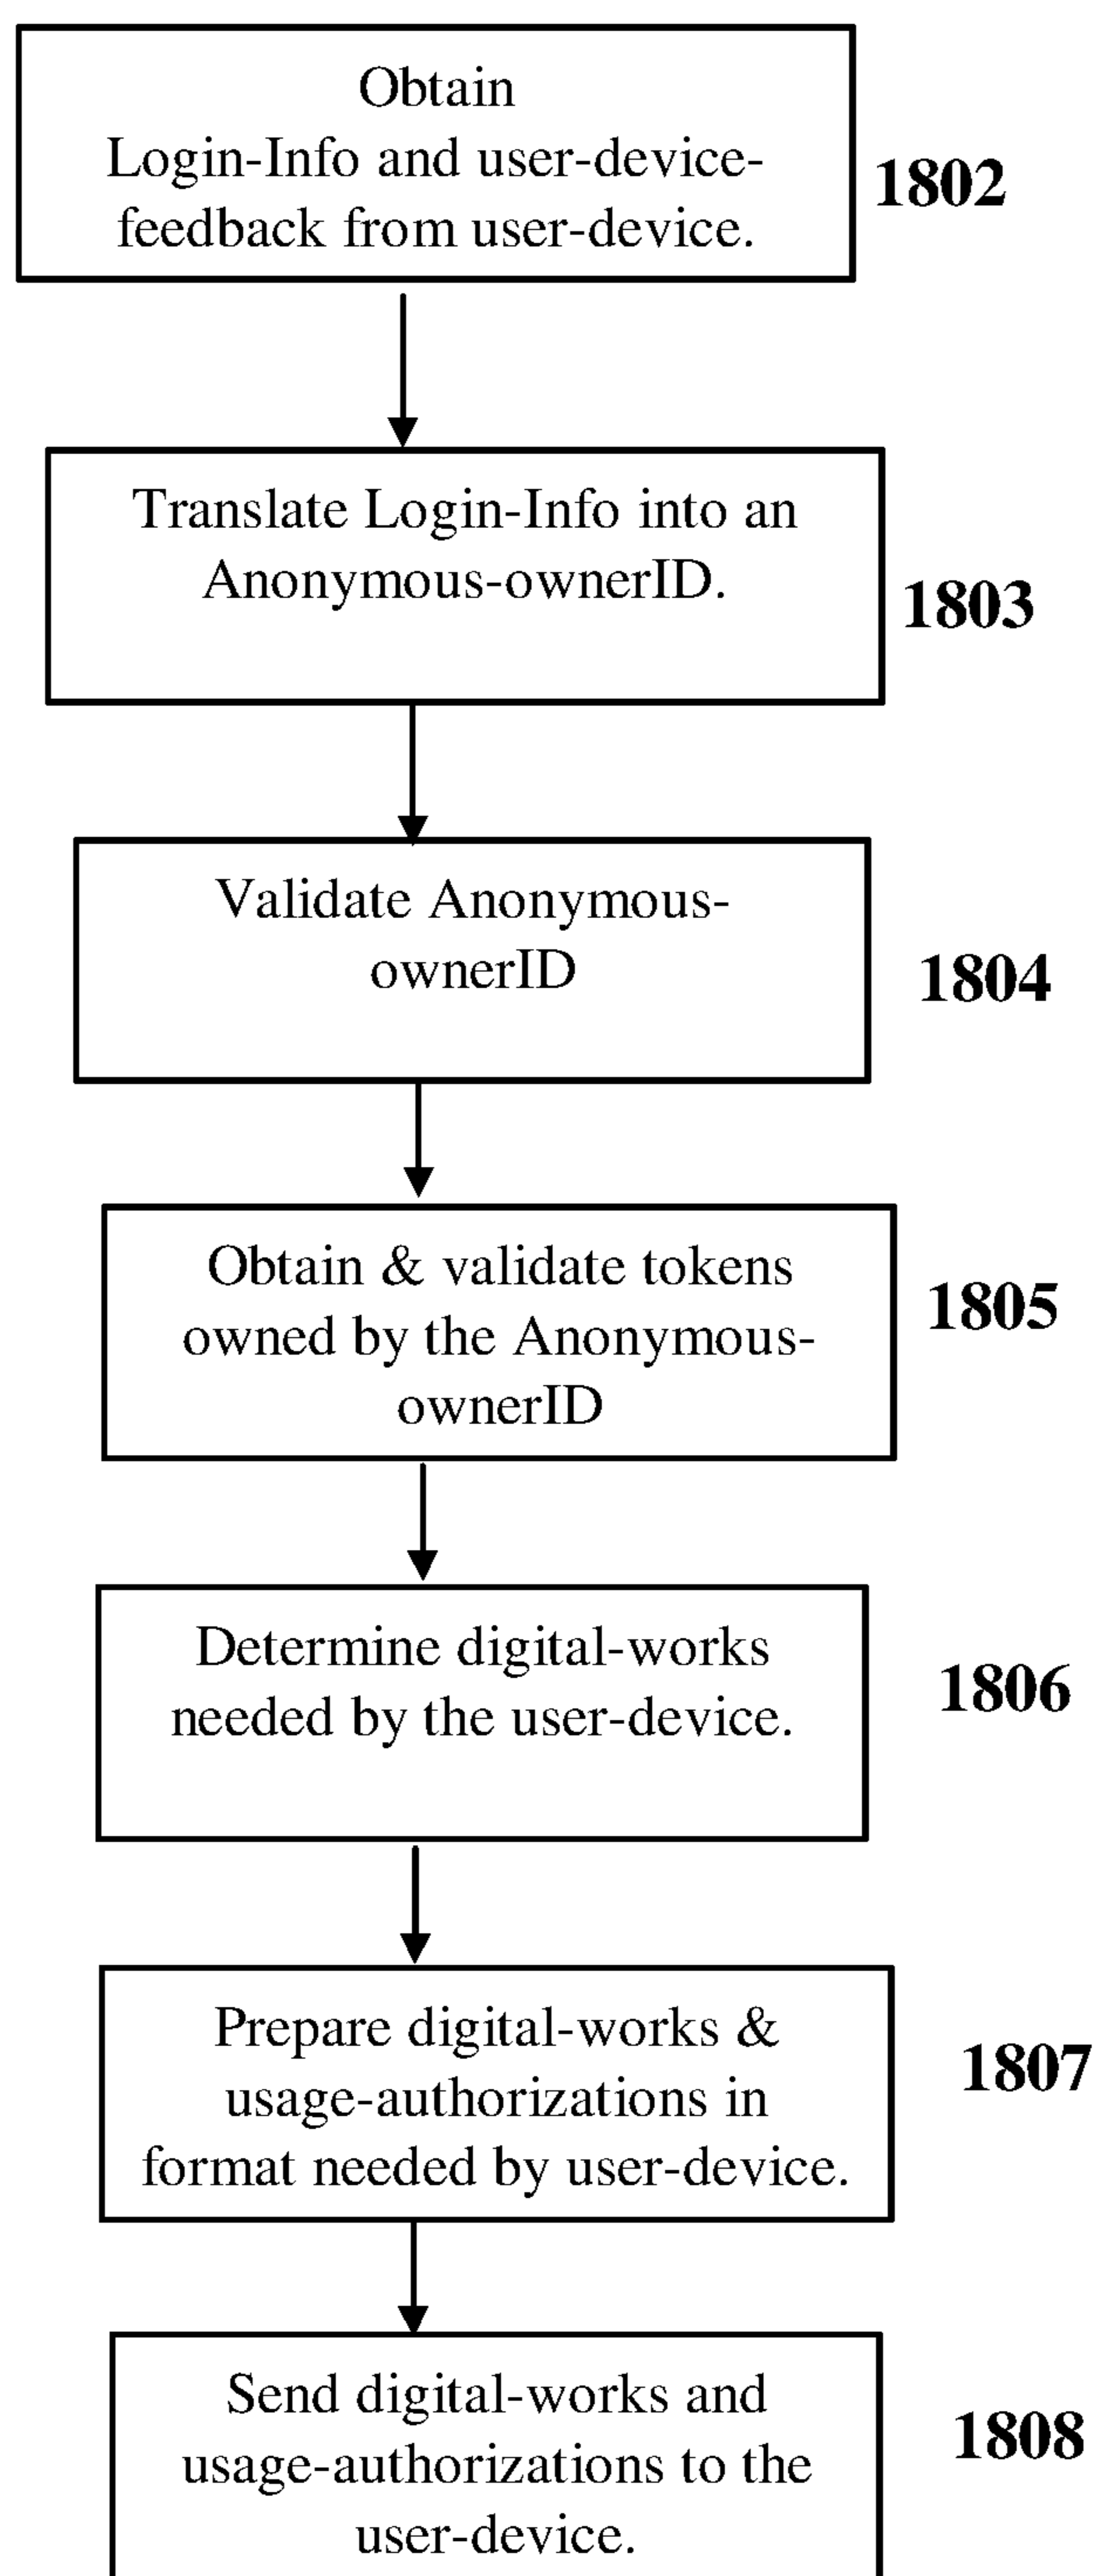 Obtain
Login-Info and user-device-
feedback from user-device.
1802
Translate Login-Info into an
Anonymous-ownerID.
1803
Validate Anonymous-
ownerID
1804
Obtain & validate tokens
owned by the Anonymous-
ownerID
1805
Determine digital-works
needed by the user-device.
1806
Prepare digital-works &
usage-authorizations in
format needed by user-device.
1807
Send digital-works and
usage-authorizations to the
user-device.
1808